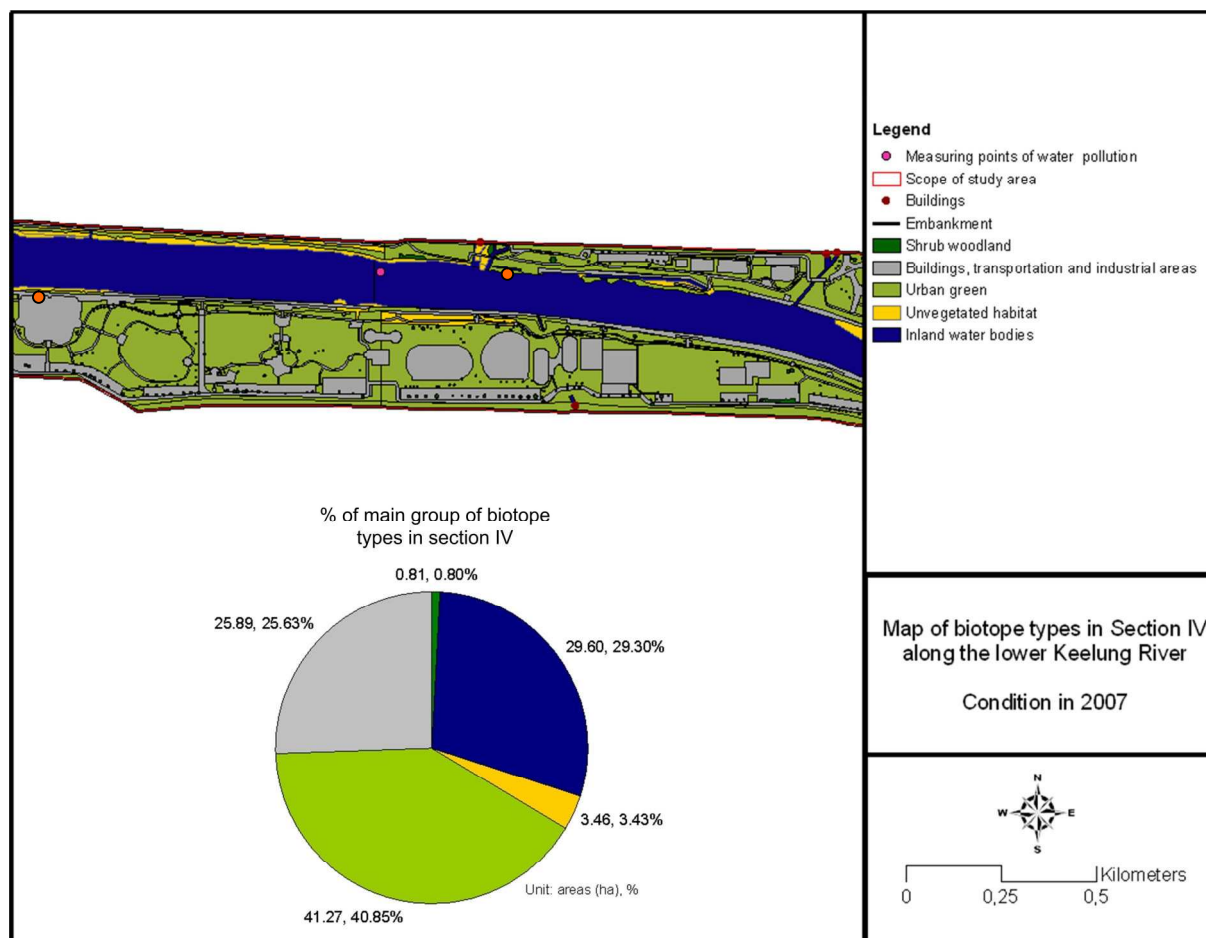 Legend
Measuring points of water pollution
Scope of study area
Buildings
Embankment
Shrub woodland
Buildings, transportation and industrial areas
Urban green
Unvegetated habitat
Inland water bodies
% of main group of biotope
types in section IV
0.81, 0.80%
25.89, 25.63%
29.60, 29.30%
3.46, 3.43%
Unit: areas (ha), %
41.27, 40.85%
Map of biotope types in Section IV
along the lower Keelung River
Condition in 2007
N
W E
S
Kilometers
0 0,25 0,5